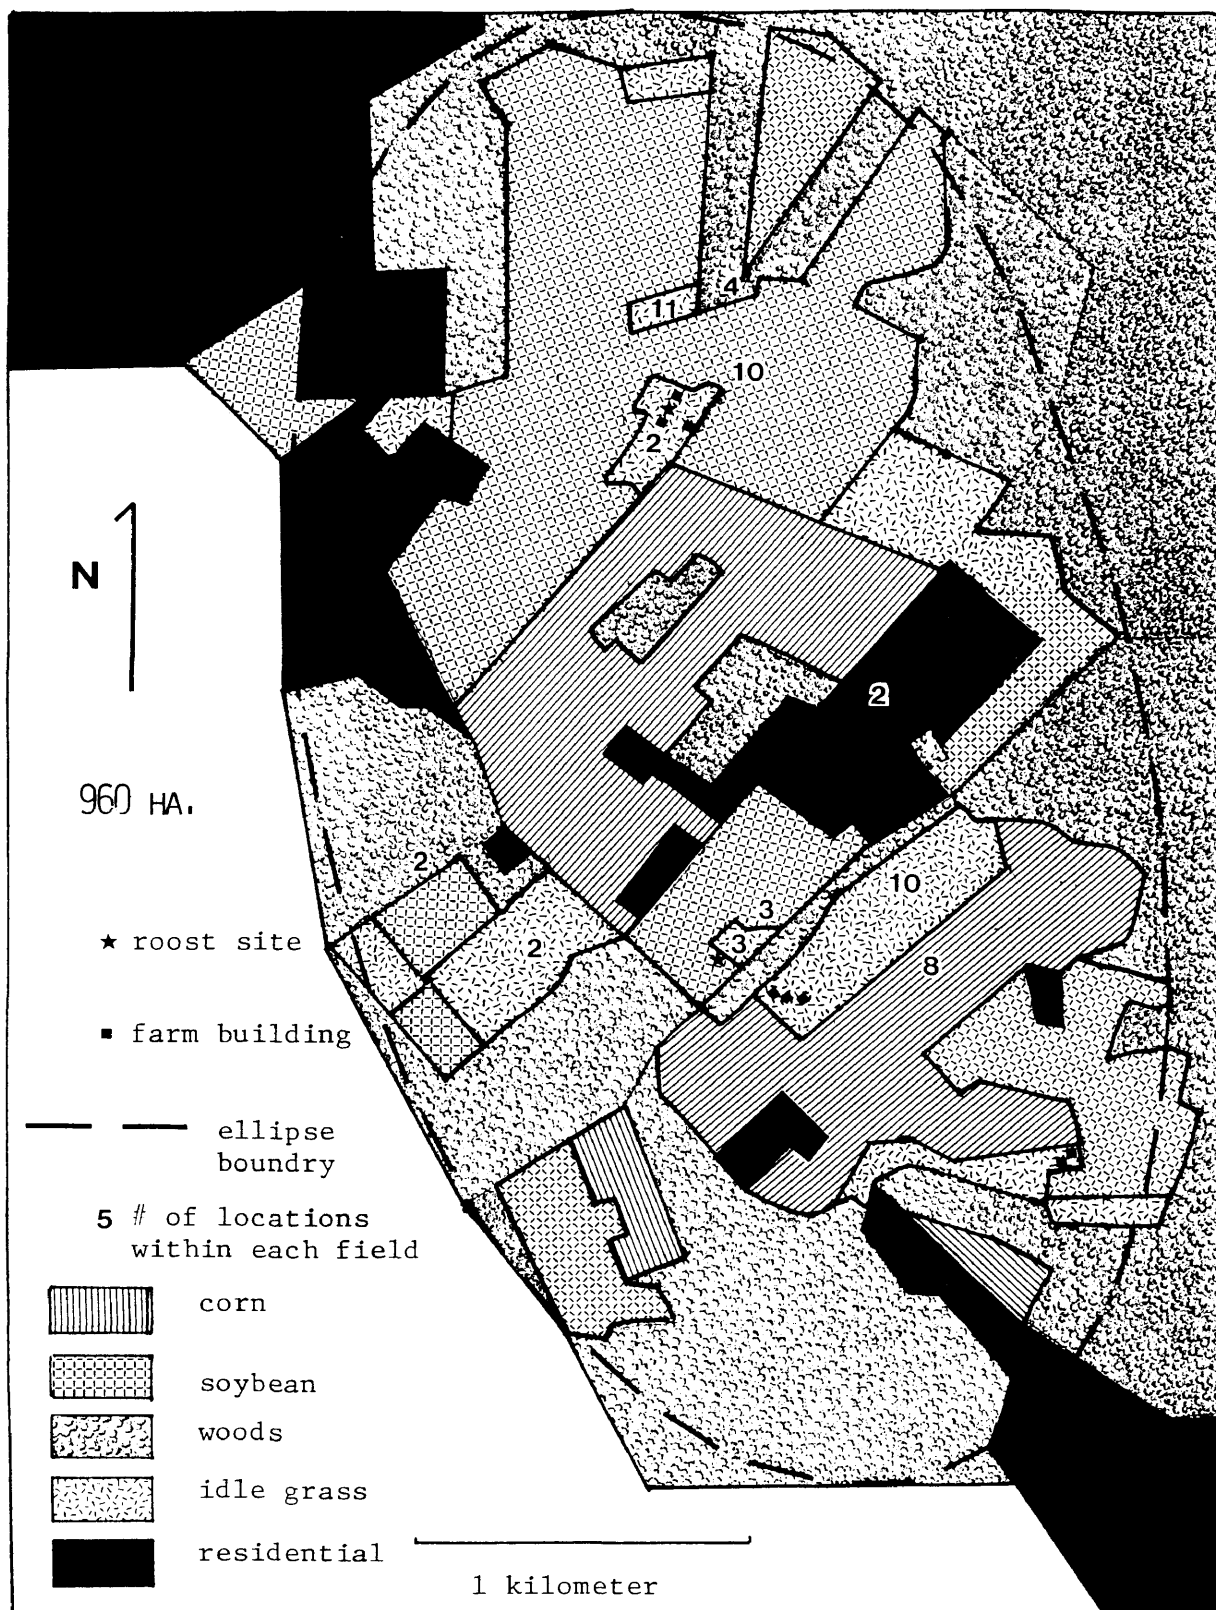 4
11
10
2
N
2
960 HA.
2
10
3
2
3
8
★ roost site
■ farm building
ellipse
boundry
5 # of locations
within each field
corn
soybean
woods
idle grass
residential
1 kilometer